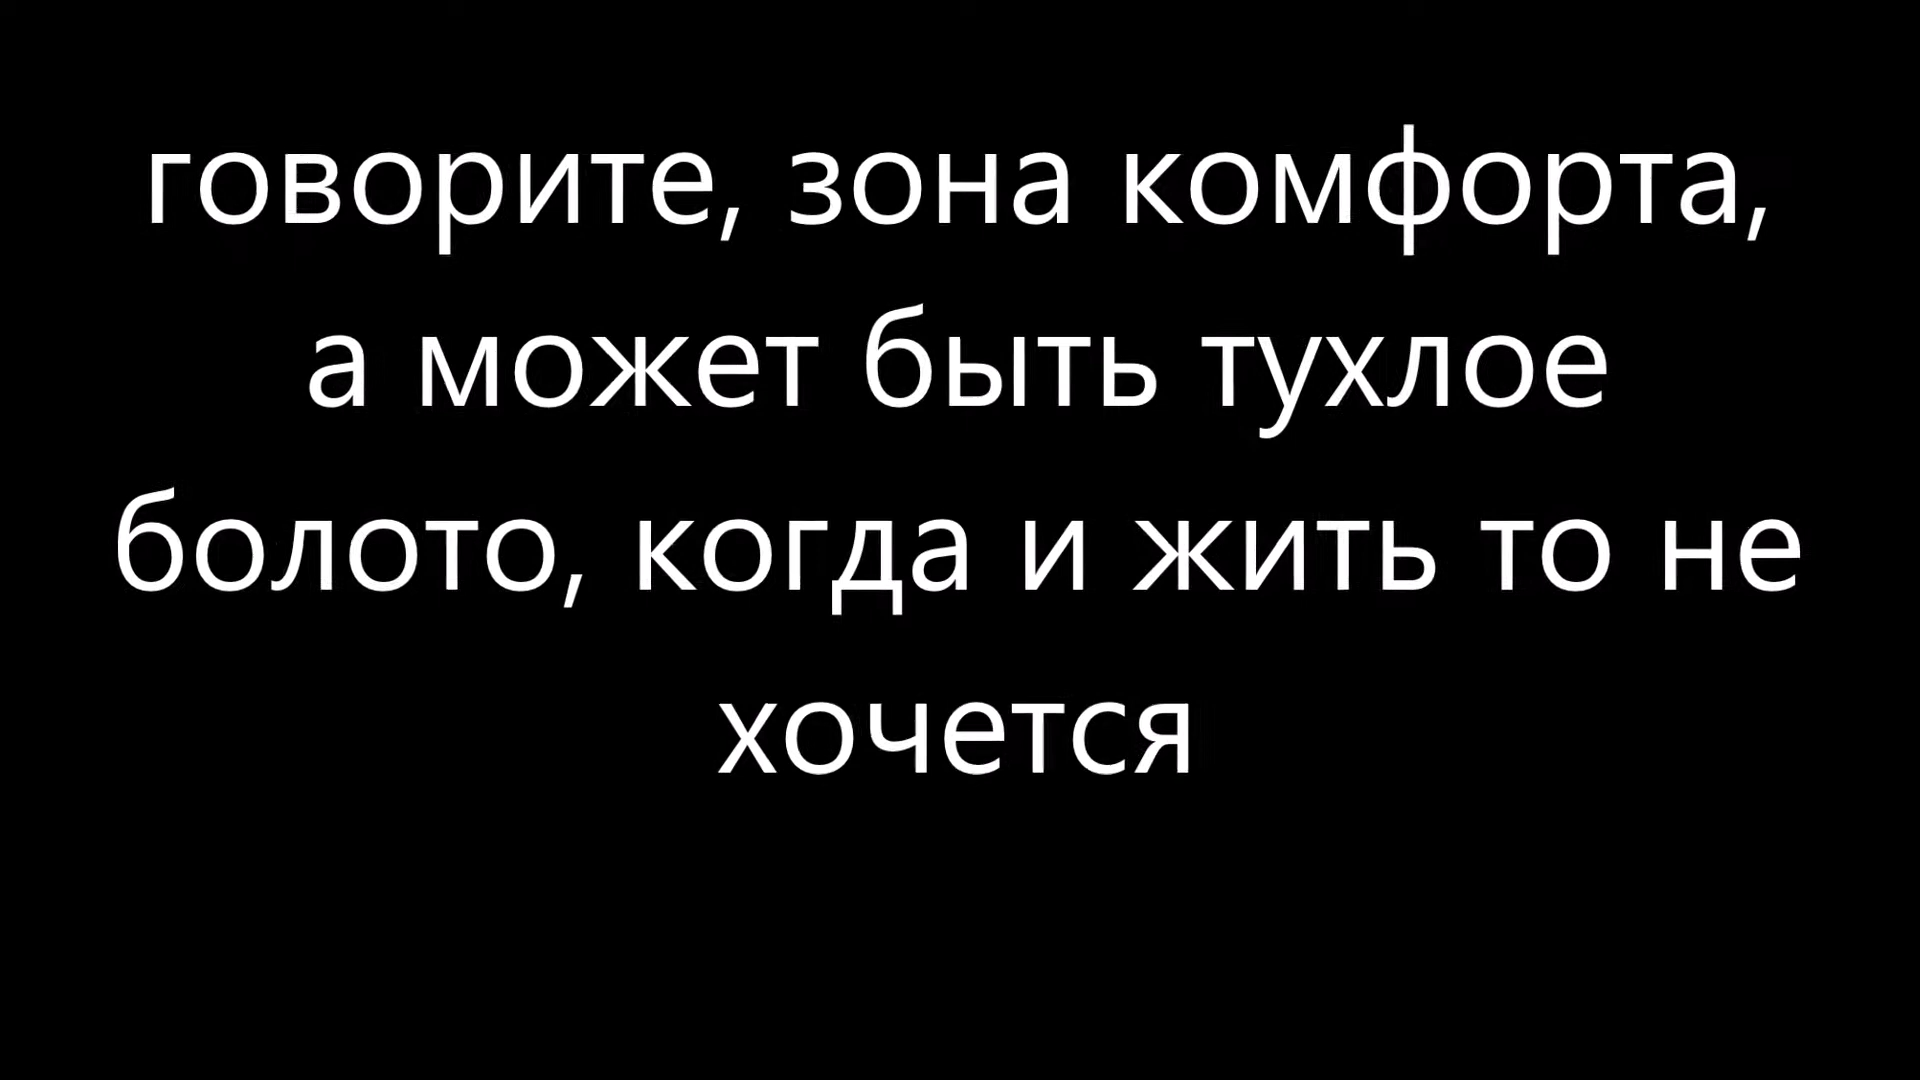 говорите, зона комфорта,
а может быть тухлое
болото, когда и жить то не
хочется